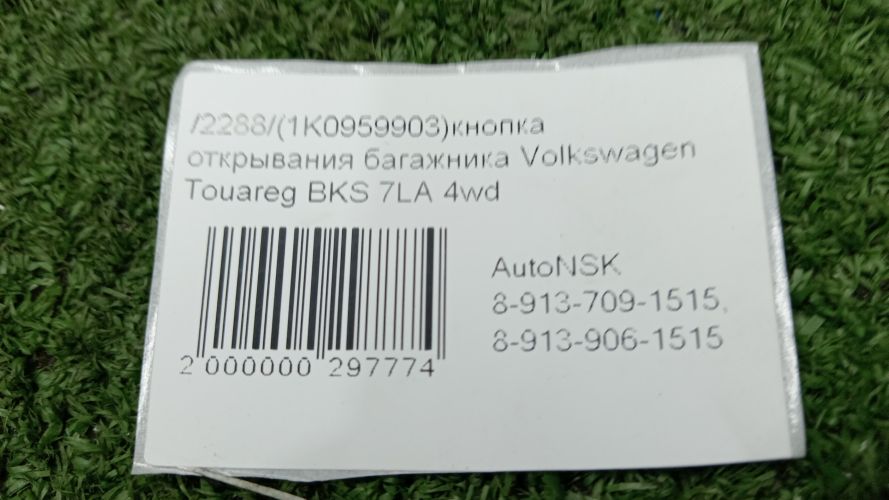 /2288/(1K0959903)кнопка
открывания багажника Volkswagen
Touareg BKS 7LA 4wd
AutoNSK
8-913-709-1515,
8-913-906-1515
2 000000 297774